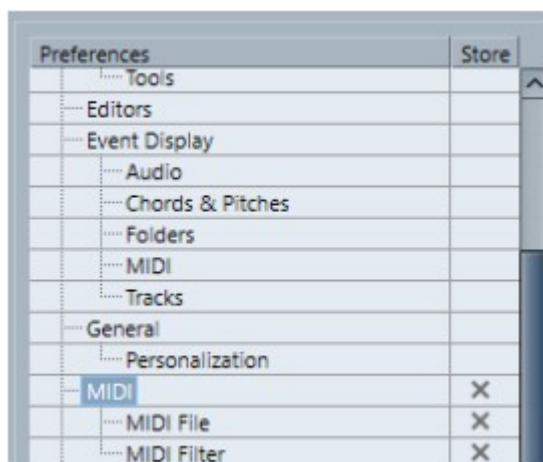 Preferences Store
Tools
Editors
Event Display
Audio
Chords & Pitches
Folders
MIDI
Tracks
General
Personalization
MIDI ×
MIDI File ×
MIDI Filter ×